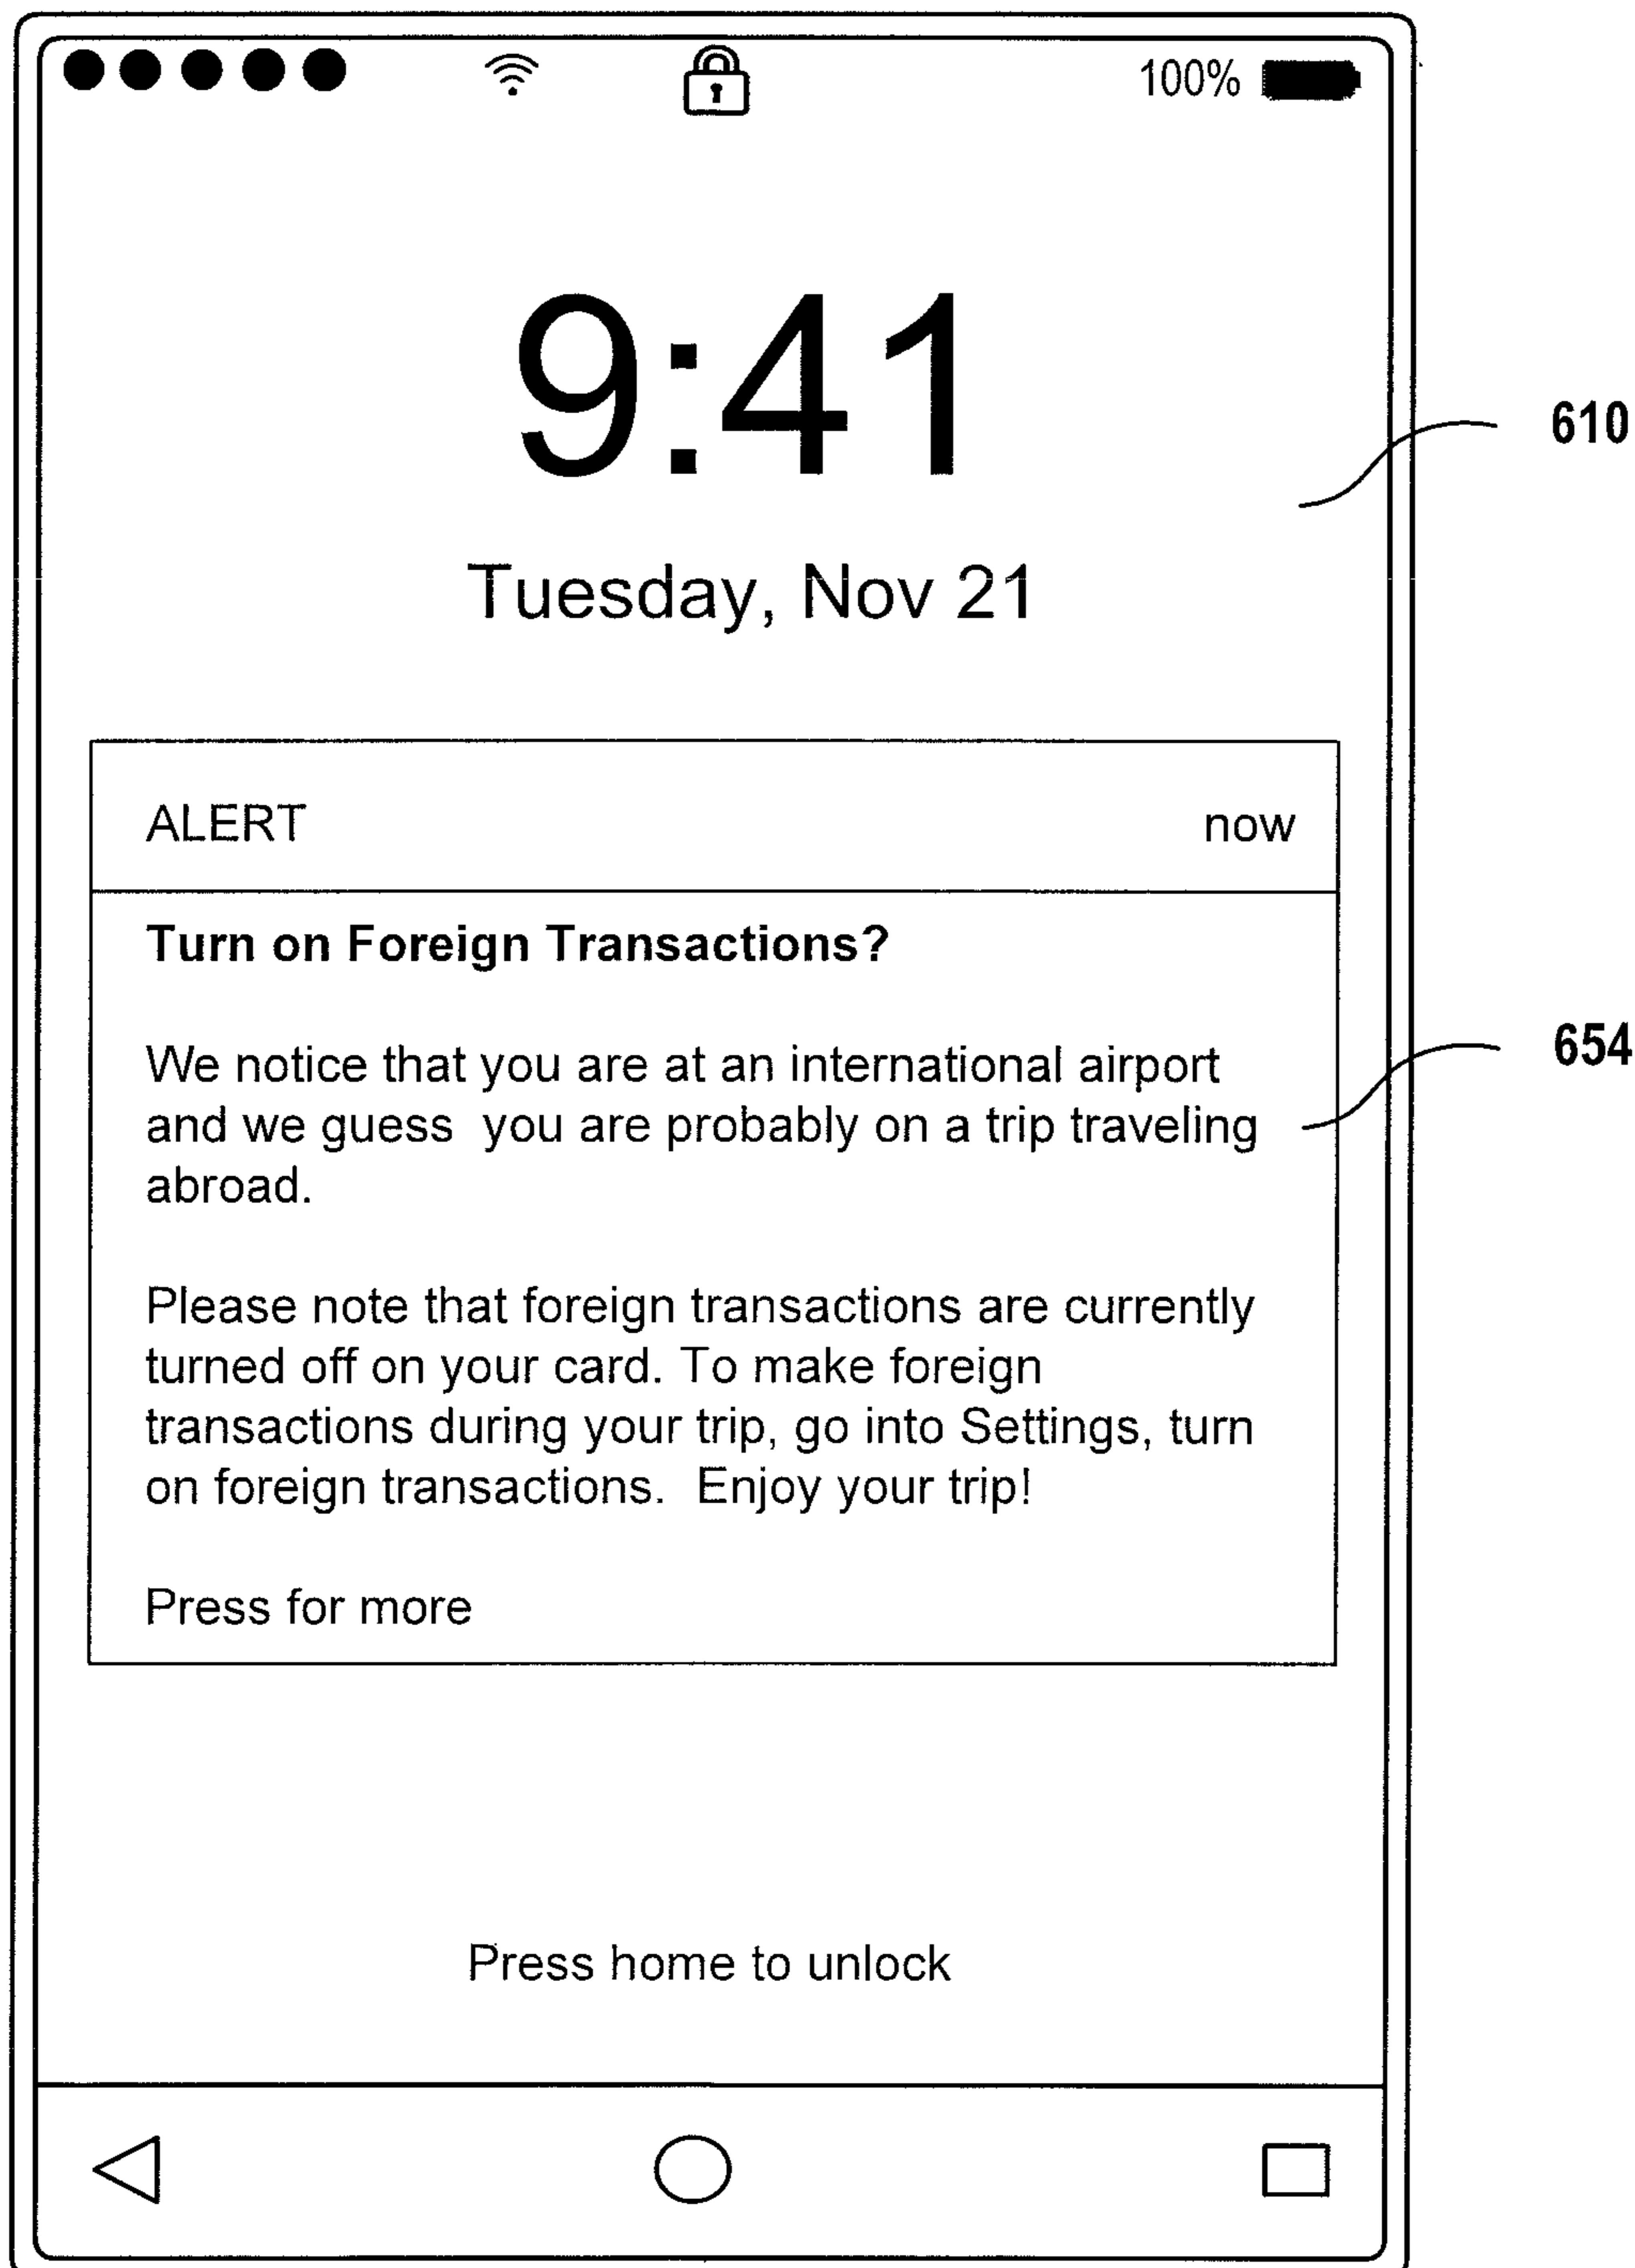 100%
9:41
610
Tuesday, Nov 21
ALERT now
Turn on Foreign Transactions?
We notice that you are at an international airport
654
and we guess  you are probably on a trip traveling
abroad.
Please note that foreign transactions are currently
turned off on your card. To make foreign
transactions during your trip, go into Settings, turn
on foreign transactions.  Enjoy your trip!
Press for more
Press home to unlock